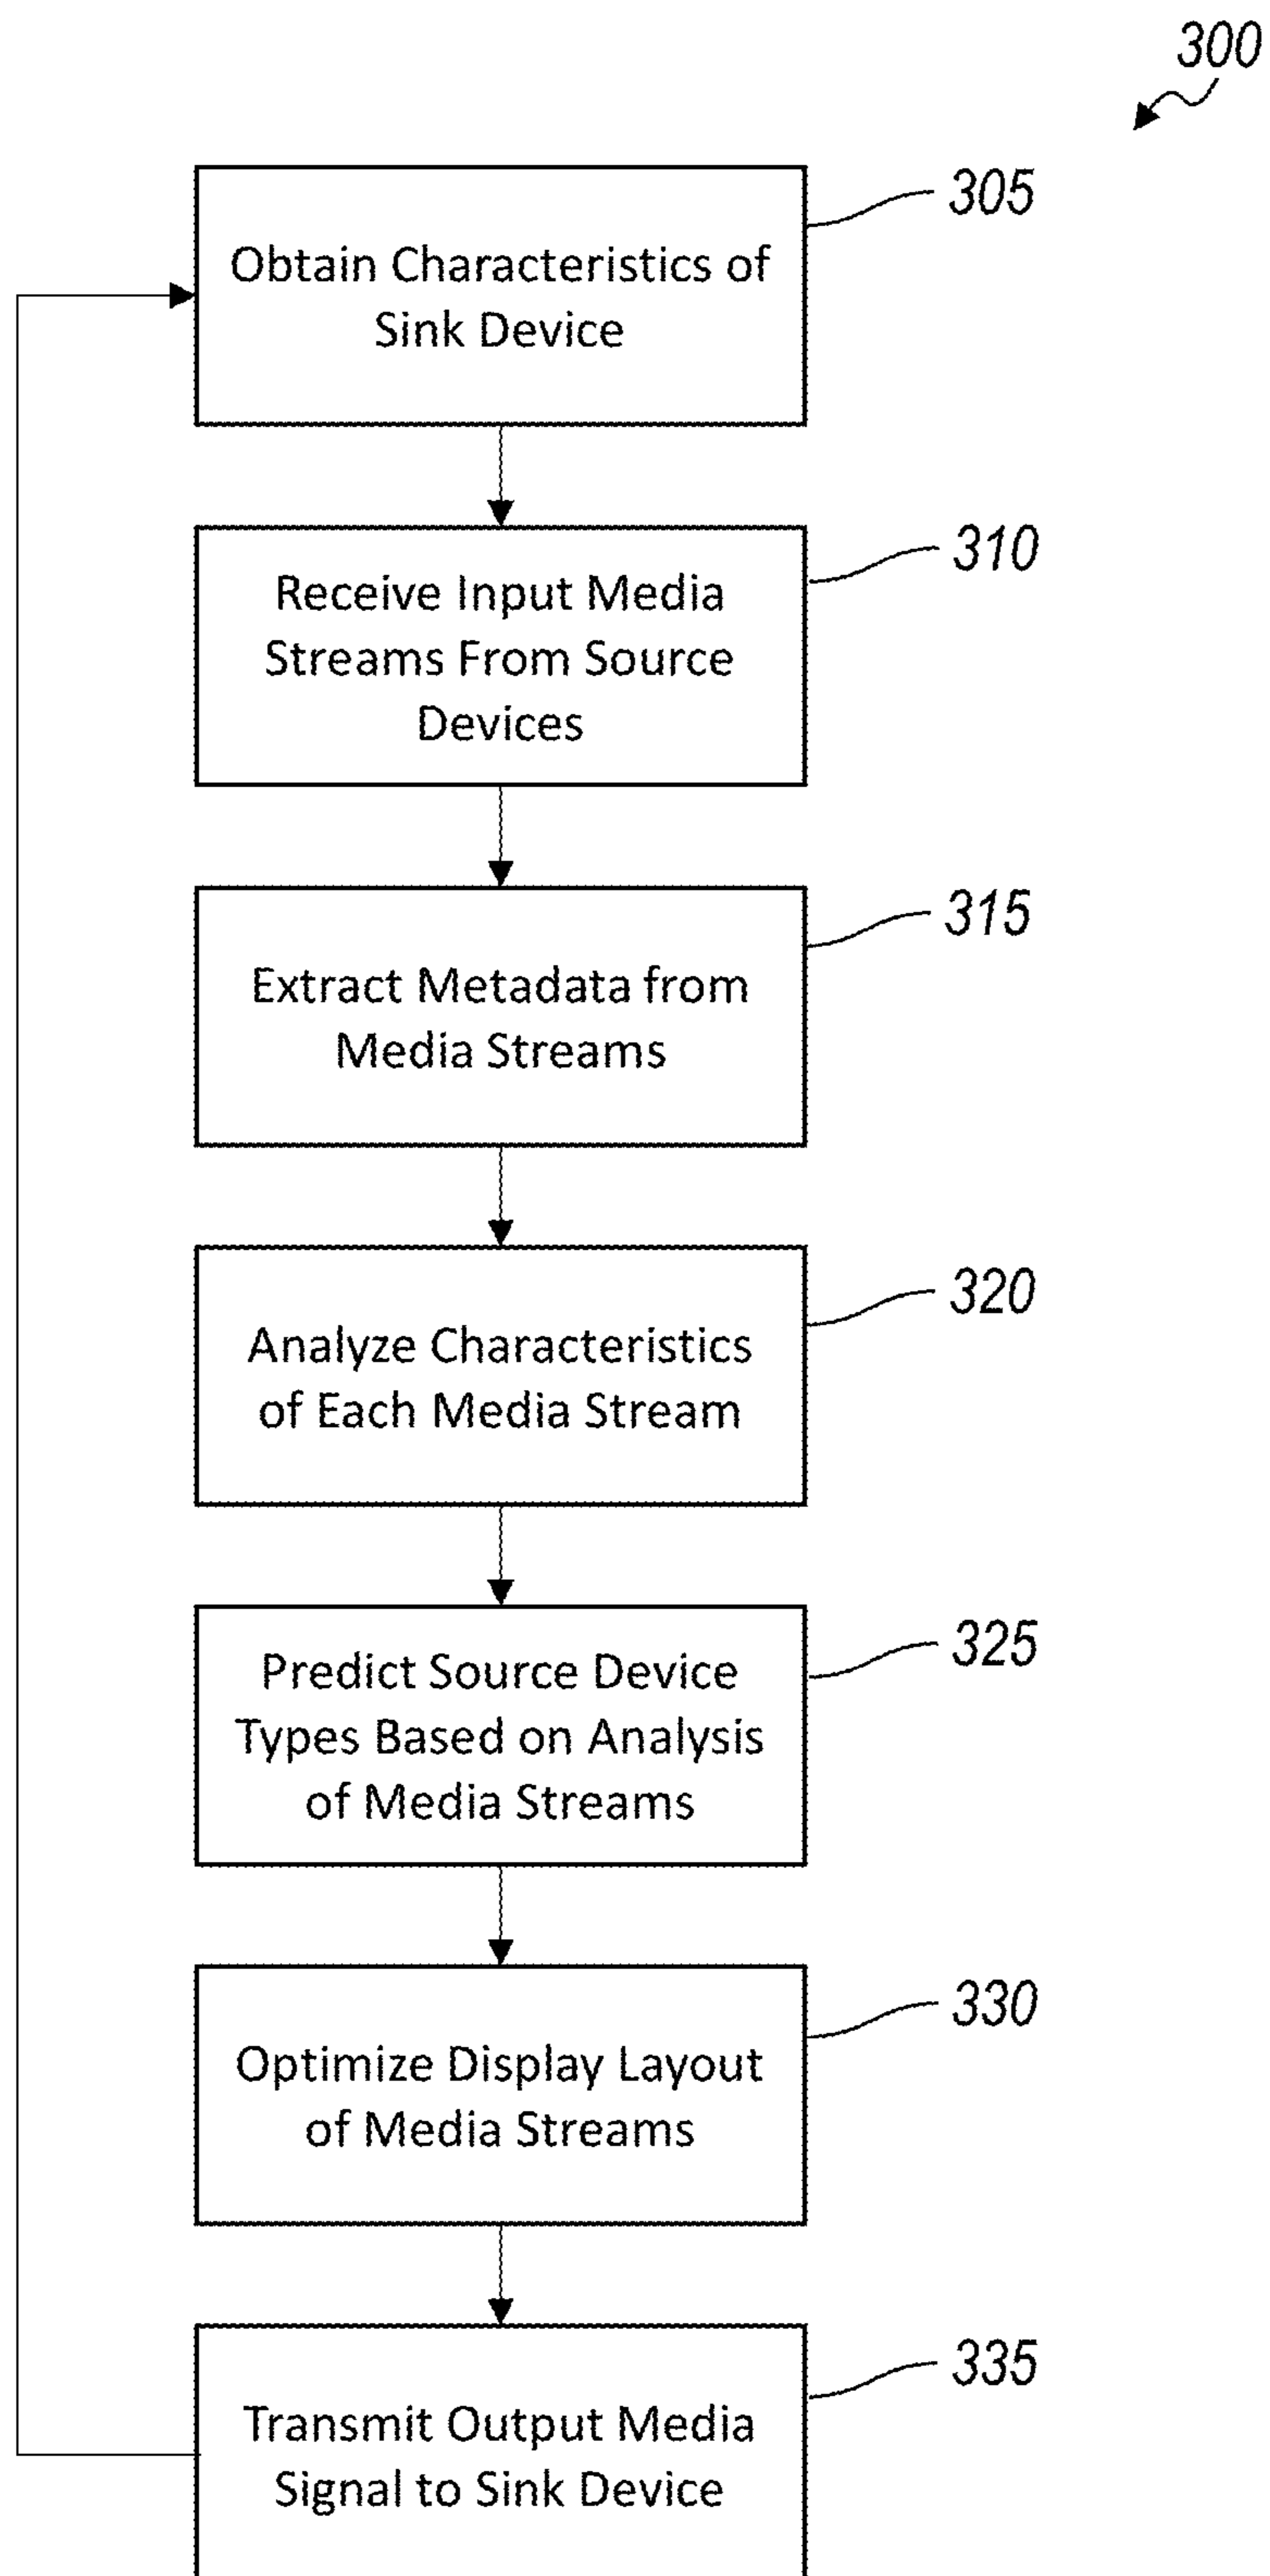 300
305
Obtain Characteristics of
Sink Device
310
Receive Input Media
Streams From Source
Devices
315
Extract Metadata from
Media Streams
320
Analyze Characteristics
of Each Media Stream
325
Predict Source Device
Types Based on Analysis
of Media Streams
330
Optimize Display Layout
of Media Streams
335
Transmit Output Media
Signal to Sink Device